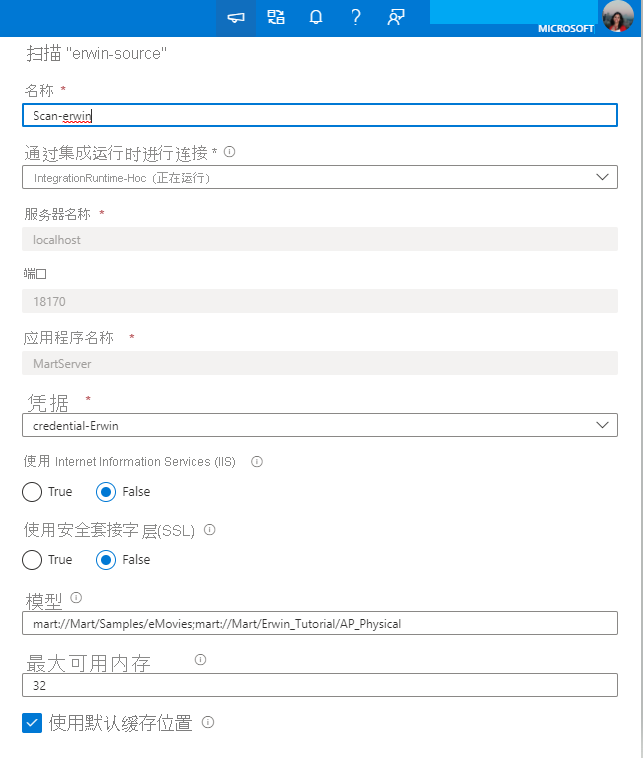 MICROSOFT
扫描 "erwin-source"
名称 *
Scan-erwin
通过集成运行时进行连接 *
IntegrationRuntime-Hoc (正在运行)
服务器名称 *
localhost
端口
18170
应用程序名称 *
MartServer
凭据 *
credential-Erwin
使用 Internet Information Services (IIS)
True False
使用安全套接字层(SSL)
True False
模型
mart://Mart/Samples/eMovies;mart://Mart/Erwin_Tutorial/AP_Physical
最大可用内存
32
使用默认缓存位置